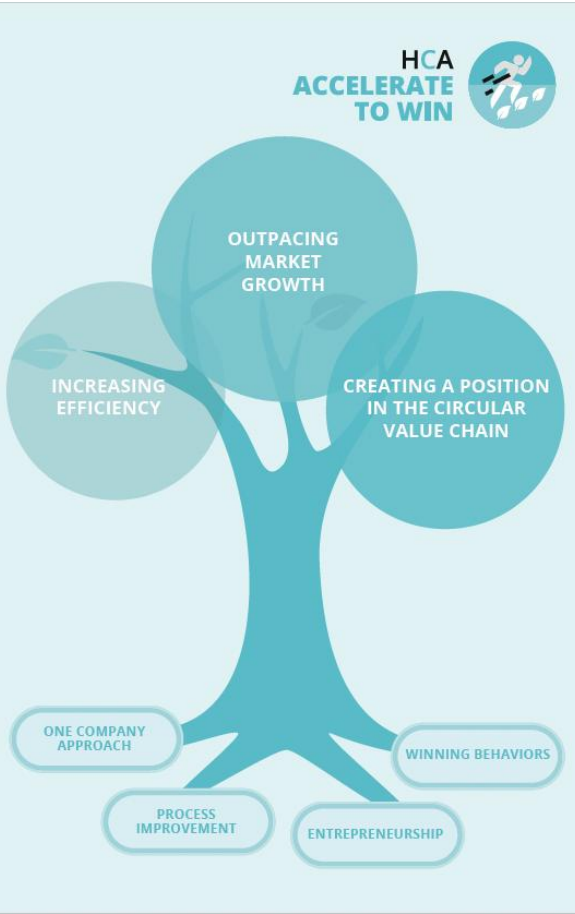 HCA
ACCELERATE
TO WIN
OUTPACING
MARKET
GROWTH
INCREASING
EFFICIENCY
CREATING A POSITION
IN THE CIRCULAR
VALUE CHAIN
ONE COMPANY
APPROACH
WINNING BEHAVIORS
PROCESS
IMPROVEMENT
ENTREPRENEURSHIP